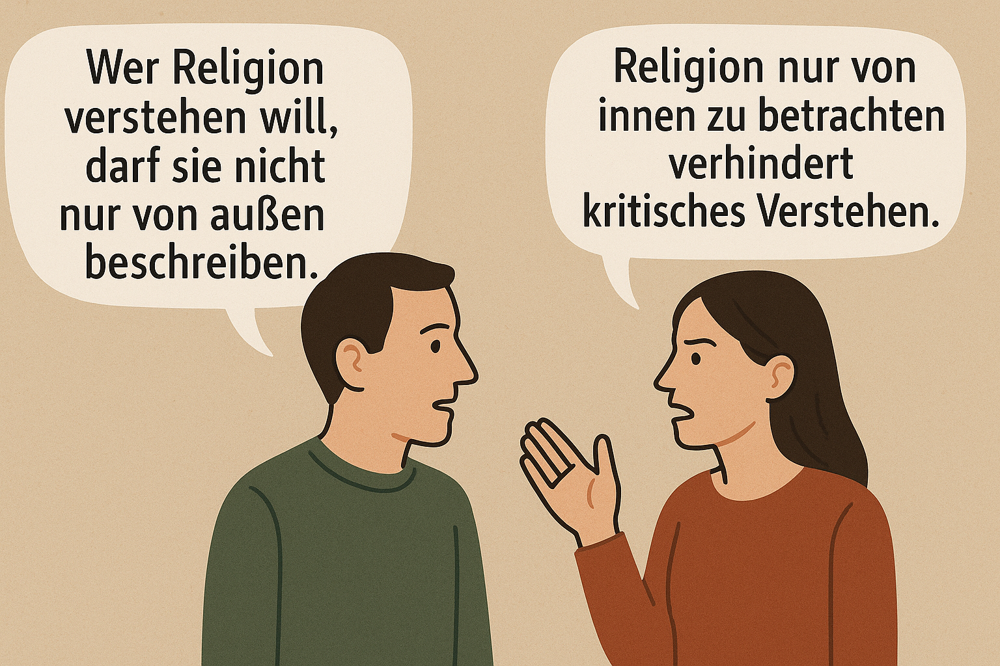 Wer Religion
verstehen will,
darf sie nicht
nur von außen
beschreiben.
Religion nur von
innen zu betrachten
verhindert
kritisches Verstehen.